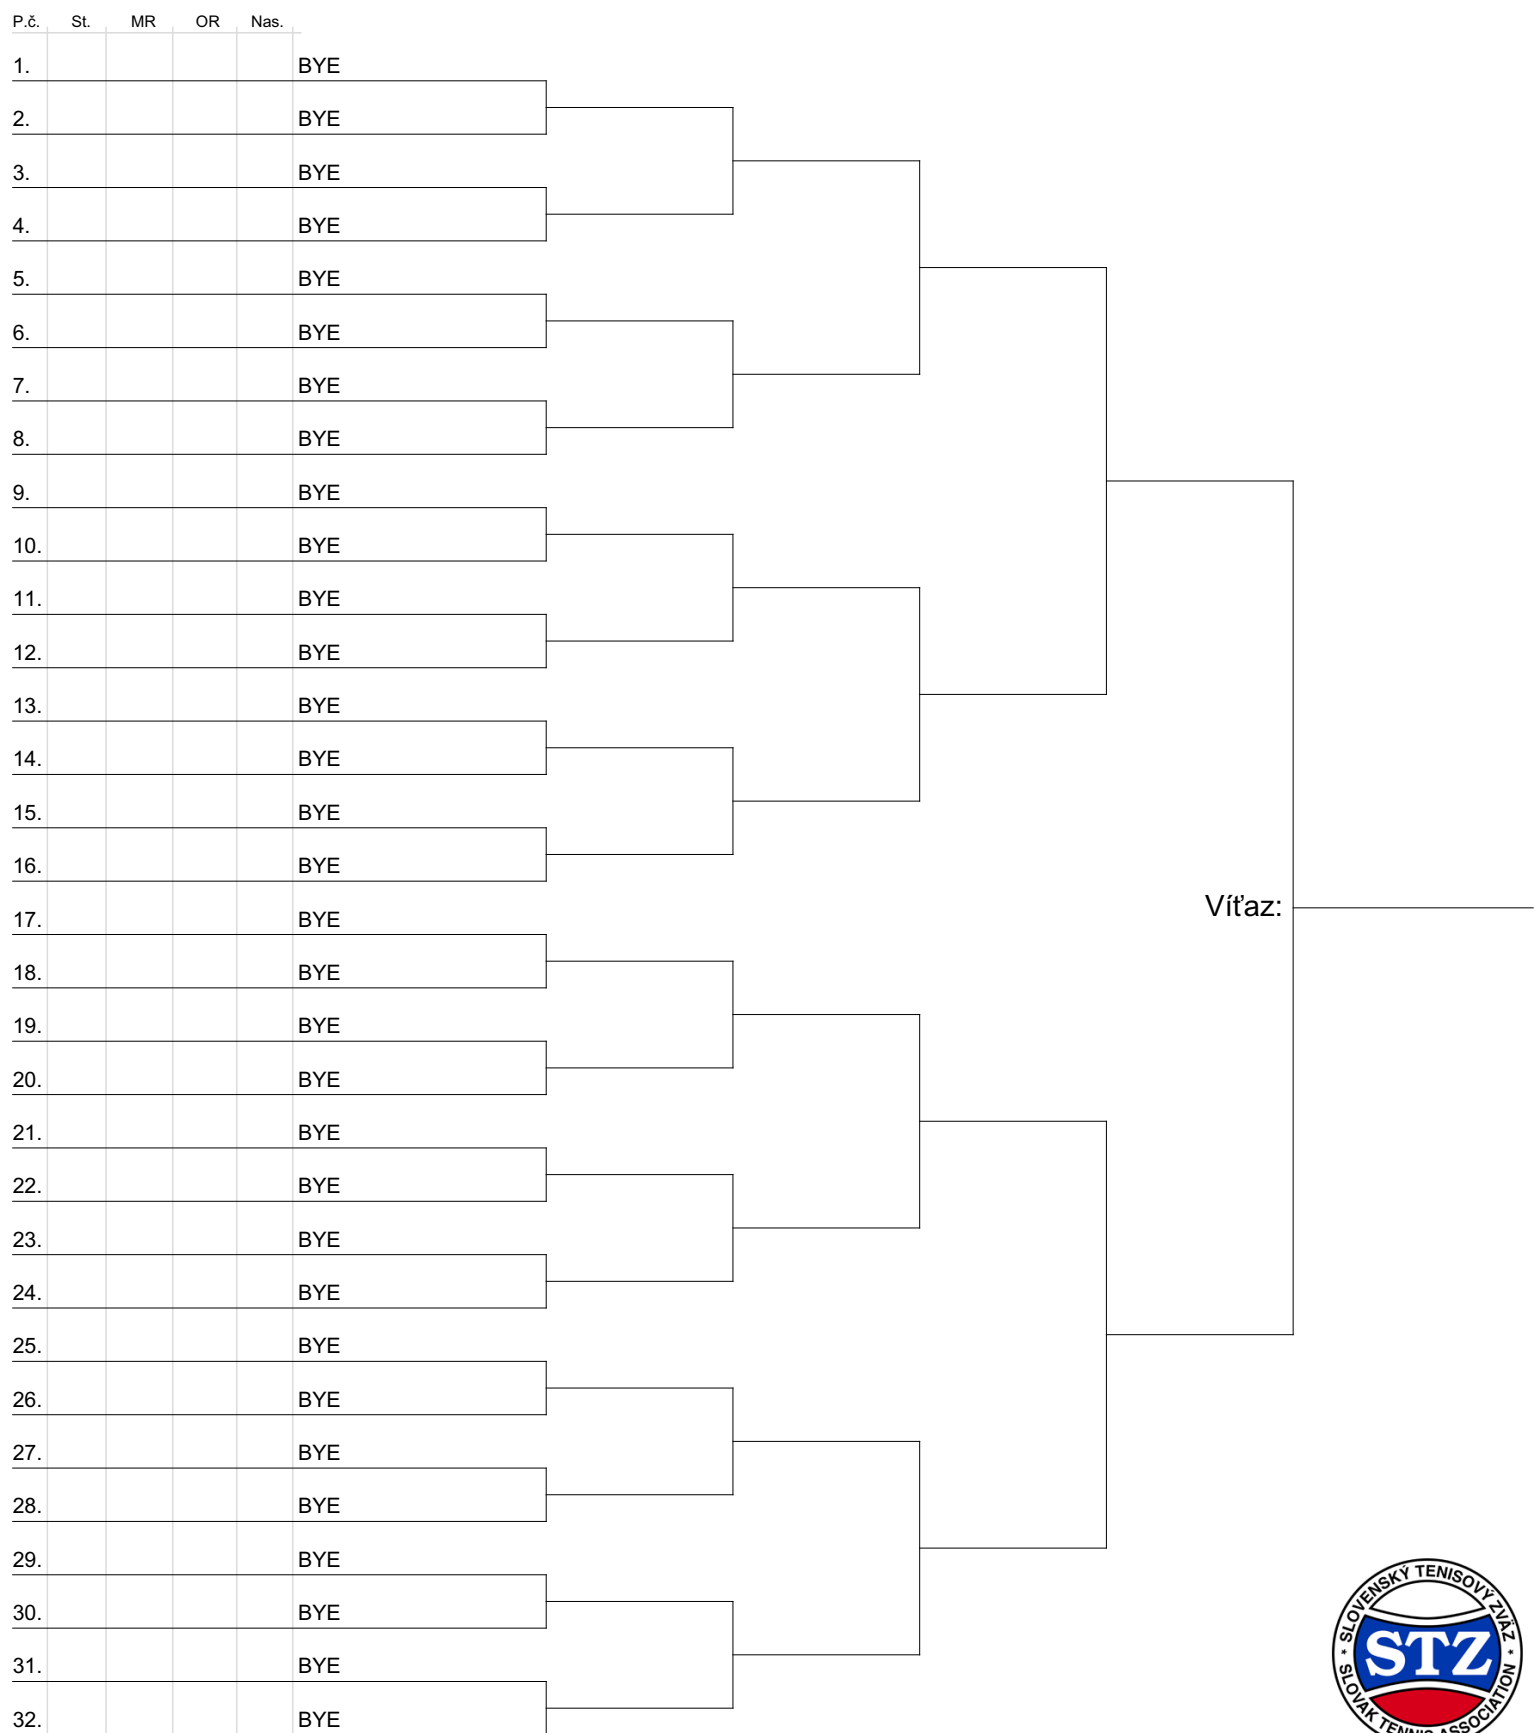 P.č. St. MR OR Nas.
1. BYE
2. BYE
3. BYE
4. BYE
5. BYE
6. BYE
7. BYE
8. BYE
9. BYE
10. BYE
11. BYE
12. BYE
13. BYE
14. BYE
15. BYE
16. BYE
Víťaz:
17. BYE
18. BYE
19. BYE
20. BYE
21. BYE
22. BYE
23. BYE
24. BYE
25. BYE
26. BYE
27. BYE
28. BYE
29. BYE
30. BYE
31. BYE
32. BYE
SLOVENSKÝ TENISOVÝ ZVÄZ
STZ
* SLOVAK TENNIS ASSOCIATION *